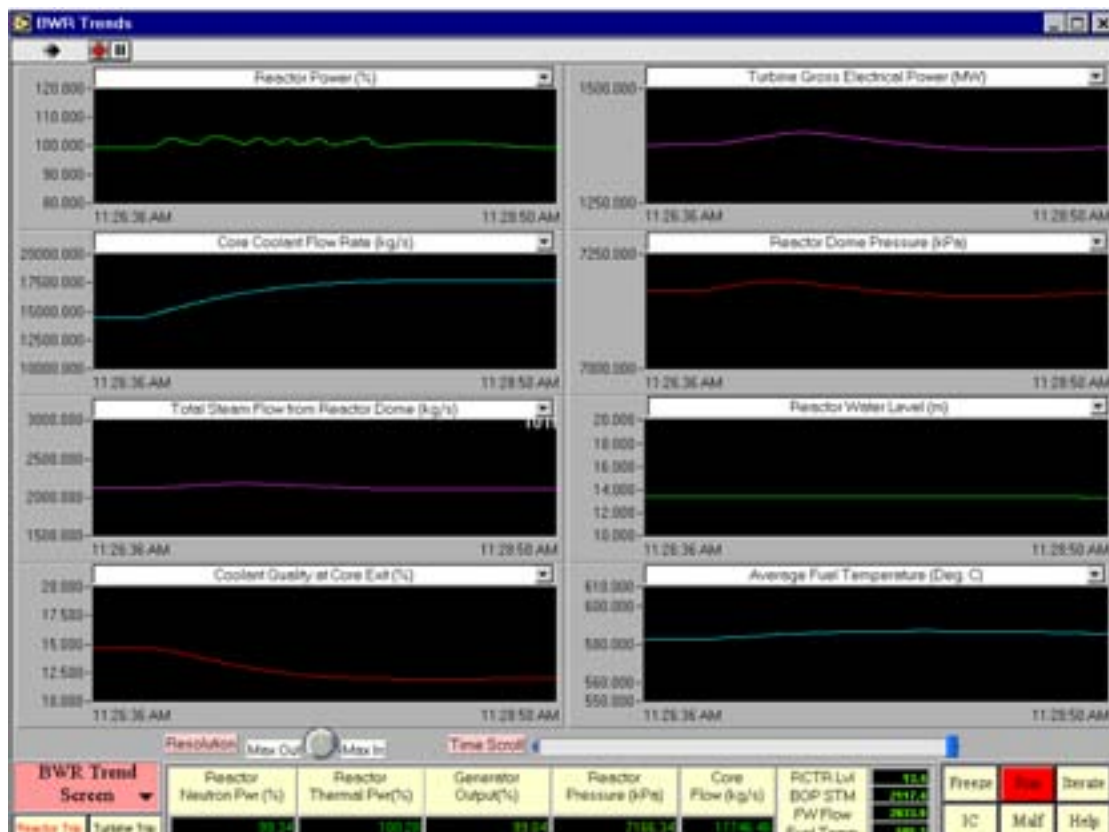 BWR Trends
Reactor Power (%)
120.000
110.000
100.000
90.000
80.000
11:26:36 AM 11:28:50 AM
Turbine Gross Electrical Power (MW)
1500.000
1250.000
11:26:36 AM 11:28:50 AM
Core Coolant Flow Rate (kg/s)
20000.000
17500.000
15000.000
12500.000
10000.000
11:26:36 AM 11:28:50 AM
Reactor Dome Pressure (kPa)
7250.000
7000.000
11:26:36 AM 11:28:50 AM
Total Steam Flow from Reactor Dome (kg/s)
3000.000
2500.000
2000.000
1500.000
11:26:36 AM 11:28:50 AM
Reactor Water Level (m)
20.000
18.000
16.000
14.000
12.000
10.000
11:26:36 AM 11:28:50 AM
Coolant Quality at Core Exit (%)
20.000
17.500
15.000
12.500
10.000
11:26:36 AM 11:28:50 AM
Average Fuel Temperature (Deg. C)
610.000
600.000
580.000
560.000
550.000
11:26:36 AM 11:28:50 AM
Resolution Max Out Max In Time Scroll
BWR Trend
Screen
Reactor
Neutron Pwr (%)
Reactor
Thermal Pwr(%)
Generator
Output(%)
Reactor
Pressure (kPa)
Core
Flow (kg/s)
RCTR Lvl
BOP STM
FW Flow
Fuel Temp
Freeze Run Iterate
IC Malf Help
Reactor Trip Turbine Trip